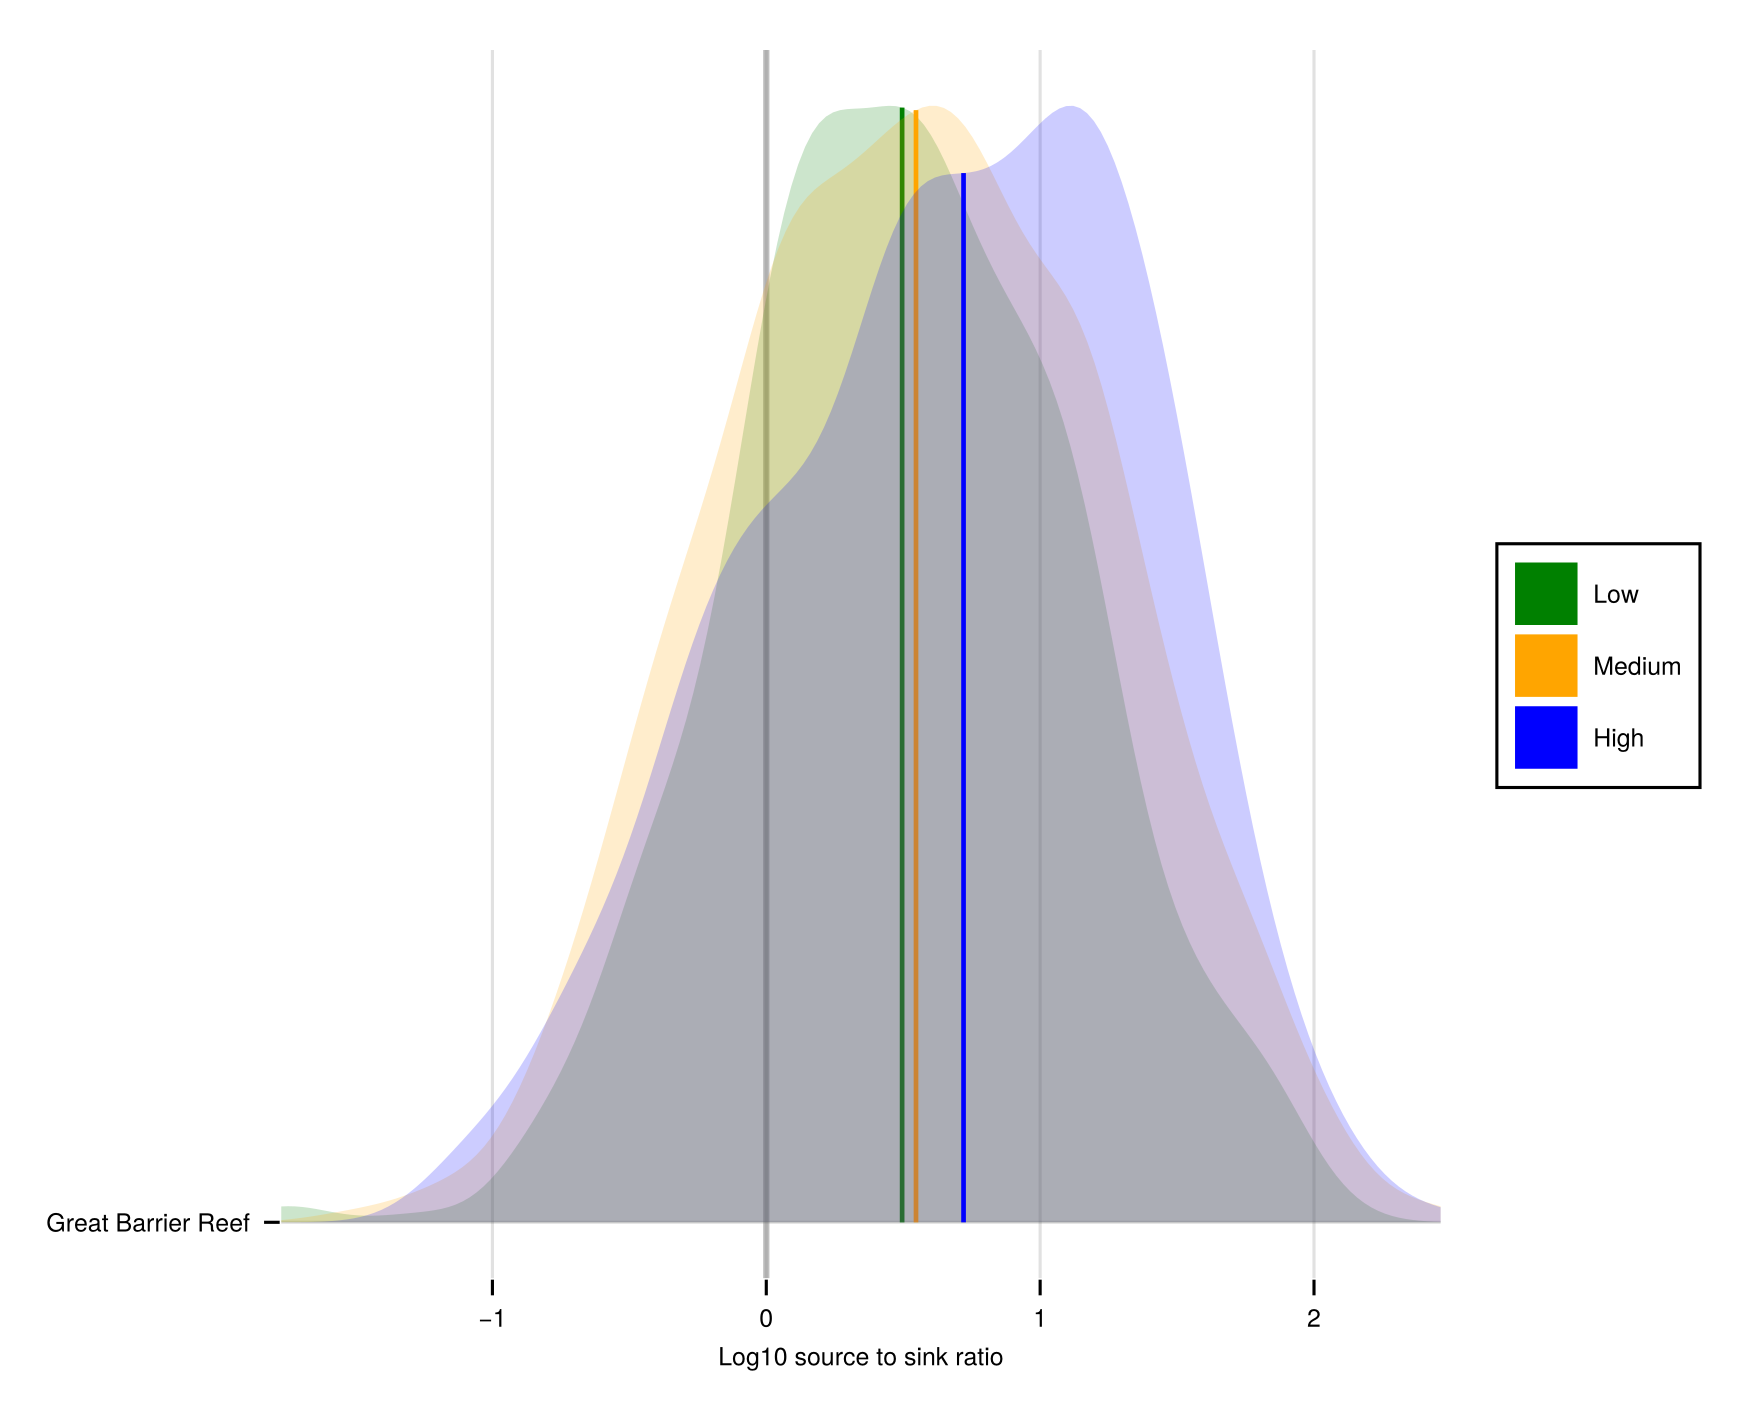 Low
Medium
High
Great Barrier Reef
−1 0 1 2
Log10 source to sink ratio